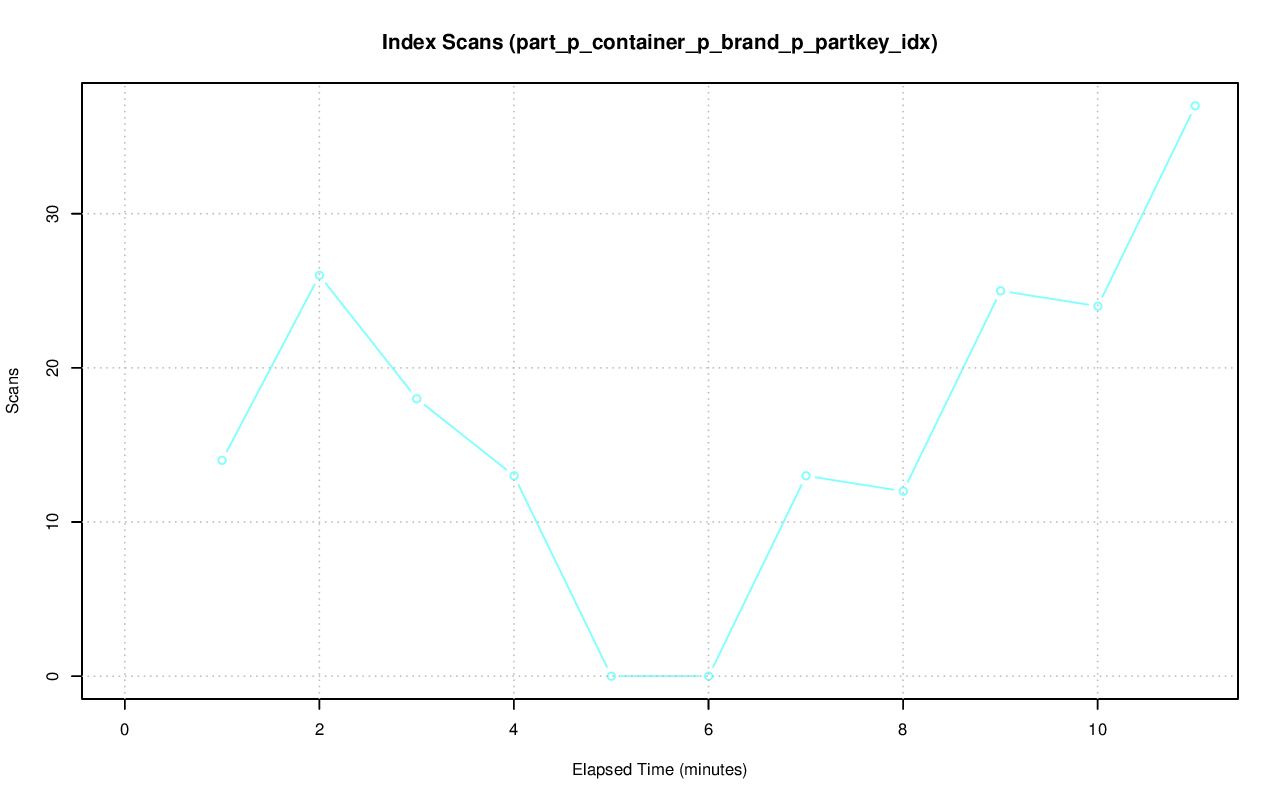 Index Scans (part_p_container_p_brand_p_partkey_idx)
30
20
10
0
Scans
0 2 4 6 8 10
Elapsed Time (minutes)